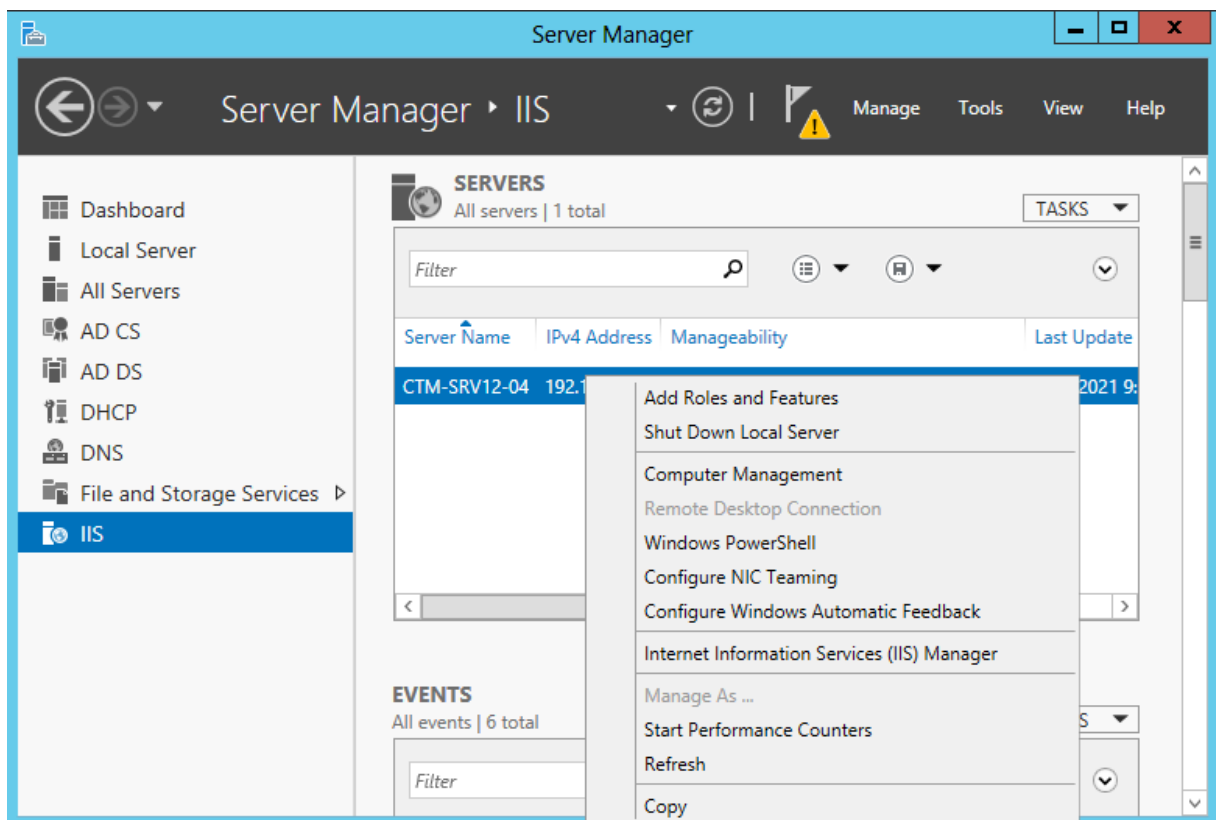 Server Manager
Server Manager • IIS
Manage Tools View Help
Dashboard
Local Server
All Servers
AD CS
AD DS
DHCP
DNS
File and Storage Services
IIS
SERVERS
All servers | 1 total
TASKS
Filter
Server Name IPv4 Address Manageability Last Update
CTM-SRV12-04 192.1 2021 9:
Add Roles and Features
Shut Down Local Server
Computer Management
Remote Desktop Connection
Windows PowerShell
Configure NIC Teaming
Configure Windows Automatic Feedback
Internet Information Services (IIS) Manager
Manage As ...
Start Performance Counters
Refresh
Copy
EVENTS
All events | 6 total
S
Filter